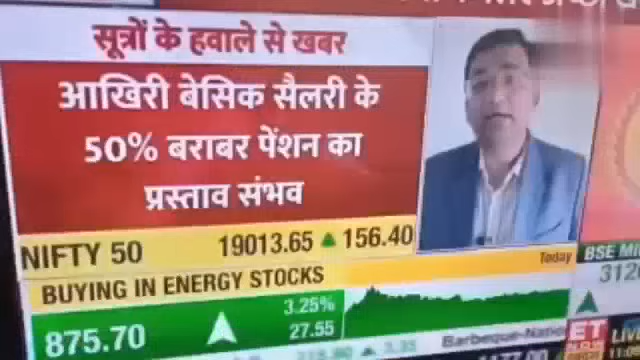 सूत्रों के हवाले से खबर
आखिरी बेसिक सैलरी के
50% बराबर पेंशन का
प्रस्ताव संभव
NIFTY 50 19013.65 ▲ 156.40
Today
BUYING IN ENERGY STOCKS
BSE
3.25%
875.70 27.55
ET
LIVE